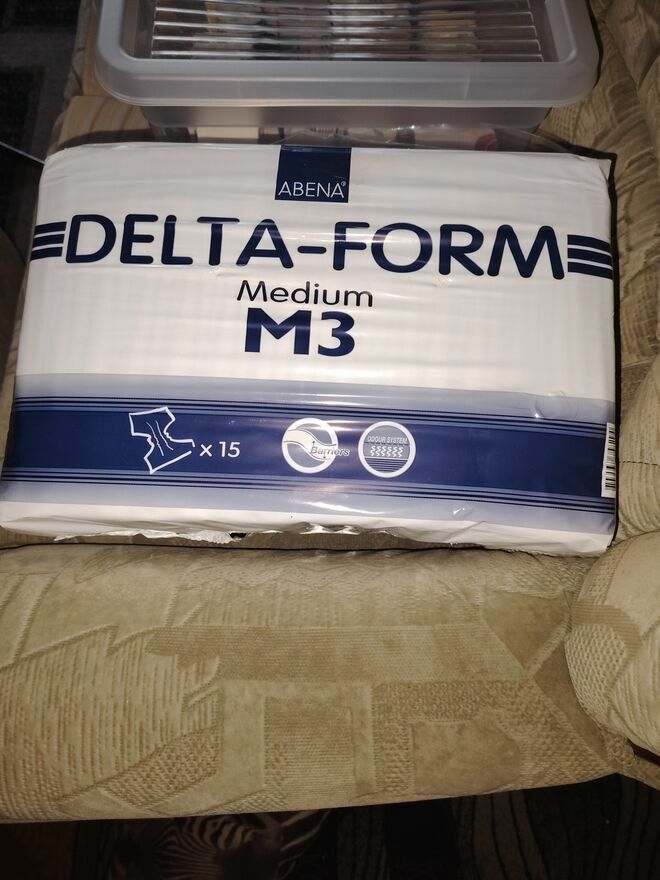 ABENA®
DELTA-FORM
Medium
M3
x 15
Barriers
ODOUR SYSTEM